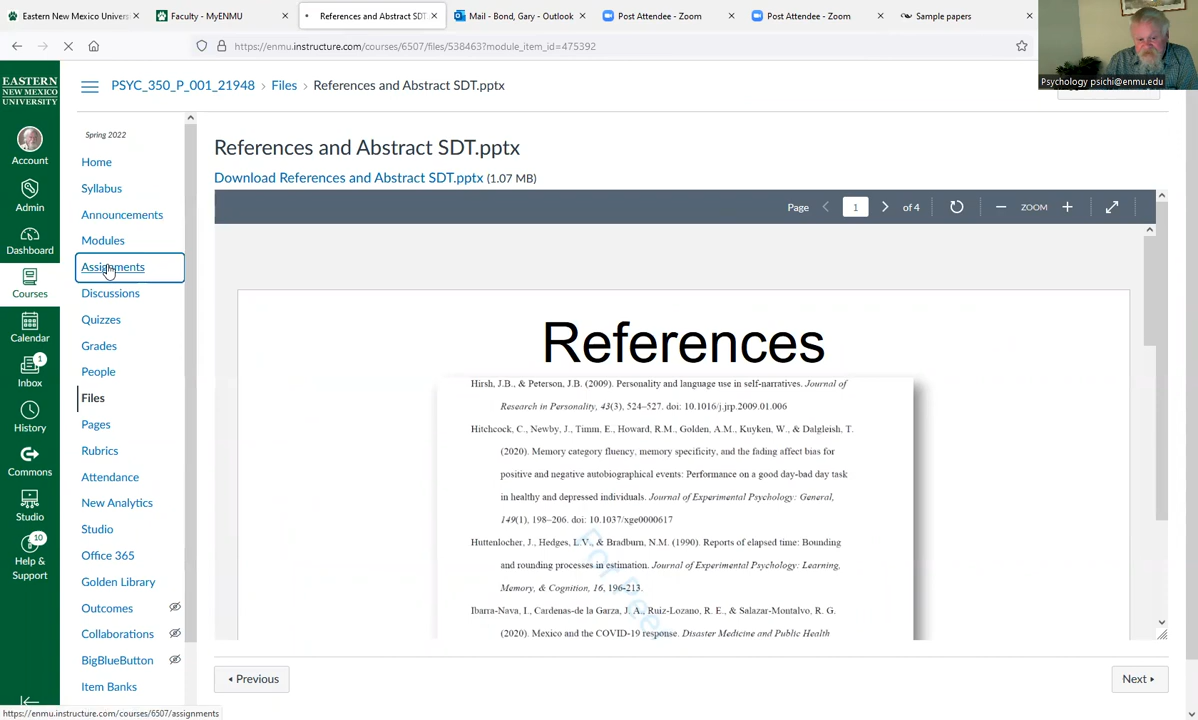 Eastern New Mexico Univers
Faculty - MyENMU
References and Abstract SDT
Mail - Bond, Gary - Outlook
Post Attendee - Zoom
Post Attendee - Zoom
Sample papers
https://enmu.instructure.com/courses/6507/files/538463?module_item_id=475392
Psychology psichi@enmu.edu
EASTERN
NEW MEXICO
UNIVERSITY
Account
Admin
Dashboard
Courses
Calendar
1
Inbox
History
Commons
Studio
10
Help &
Support
PSYC_350_P_001_21948 › Files › References and Abstract SDT.pptx
Spring 2022
Home
Syllabus
Announcements
Modules
Assignments
Discussions
Quizzes
Grades
People
Files
Pages
Rubrics
Attendance
New Analytics
Studio
Office 365
Golden Library
Outcomes
Collaborations
BigBlueButton
Item Banks
References and Abstract SDT.pptx
Download References and Abstract SDT.pptx (1.07 MB)
Page 1 of 4 ZOOM
References
Hirsh, J.B., & Peterson, J.B. (2009). Personality and language use in self-narratives. Journal of
Research in Personality, 43(3), 524–527. doi: 10.1016/j.jrp.2009.01.006
Hitchcock, C., Newby, J., Timm, E., Howard, R.M., Golden, A.M., Kuyken, W., & Dalgleish, T.
(2020). Memory category fluency, memory specificity, and the fading affect bias for
positive and negative autobiographical events: Performance on a good day-bad day task
in healthy and depressed individuals. Journal of Experimental Psychology: General,
149(1), 198–206. doi: 10.1037/xge0000617
Huttenlocher, J., Hedges, L.V., & Bradburn, N.M. (1990). Reports of elapsed time: Bounding
and rounding processes in estimation. Journal of Experimental Psychology: Learning,
Memory, & Cognition, 16, 196-213.
Ibarra-Nava, I., Cardenas-de la Garza, J. A., Ruiz-Lozano, R. E., & Salazar-Montalvo, R. G.
(2020). Mexico and the COVID-19 response. Disaster Medicine and Public Health
For Peer
Previous
Next
https://enmu.instructure.com/courses/6507/assignments